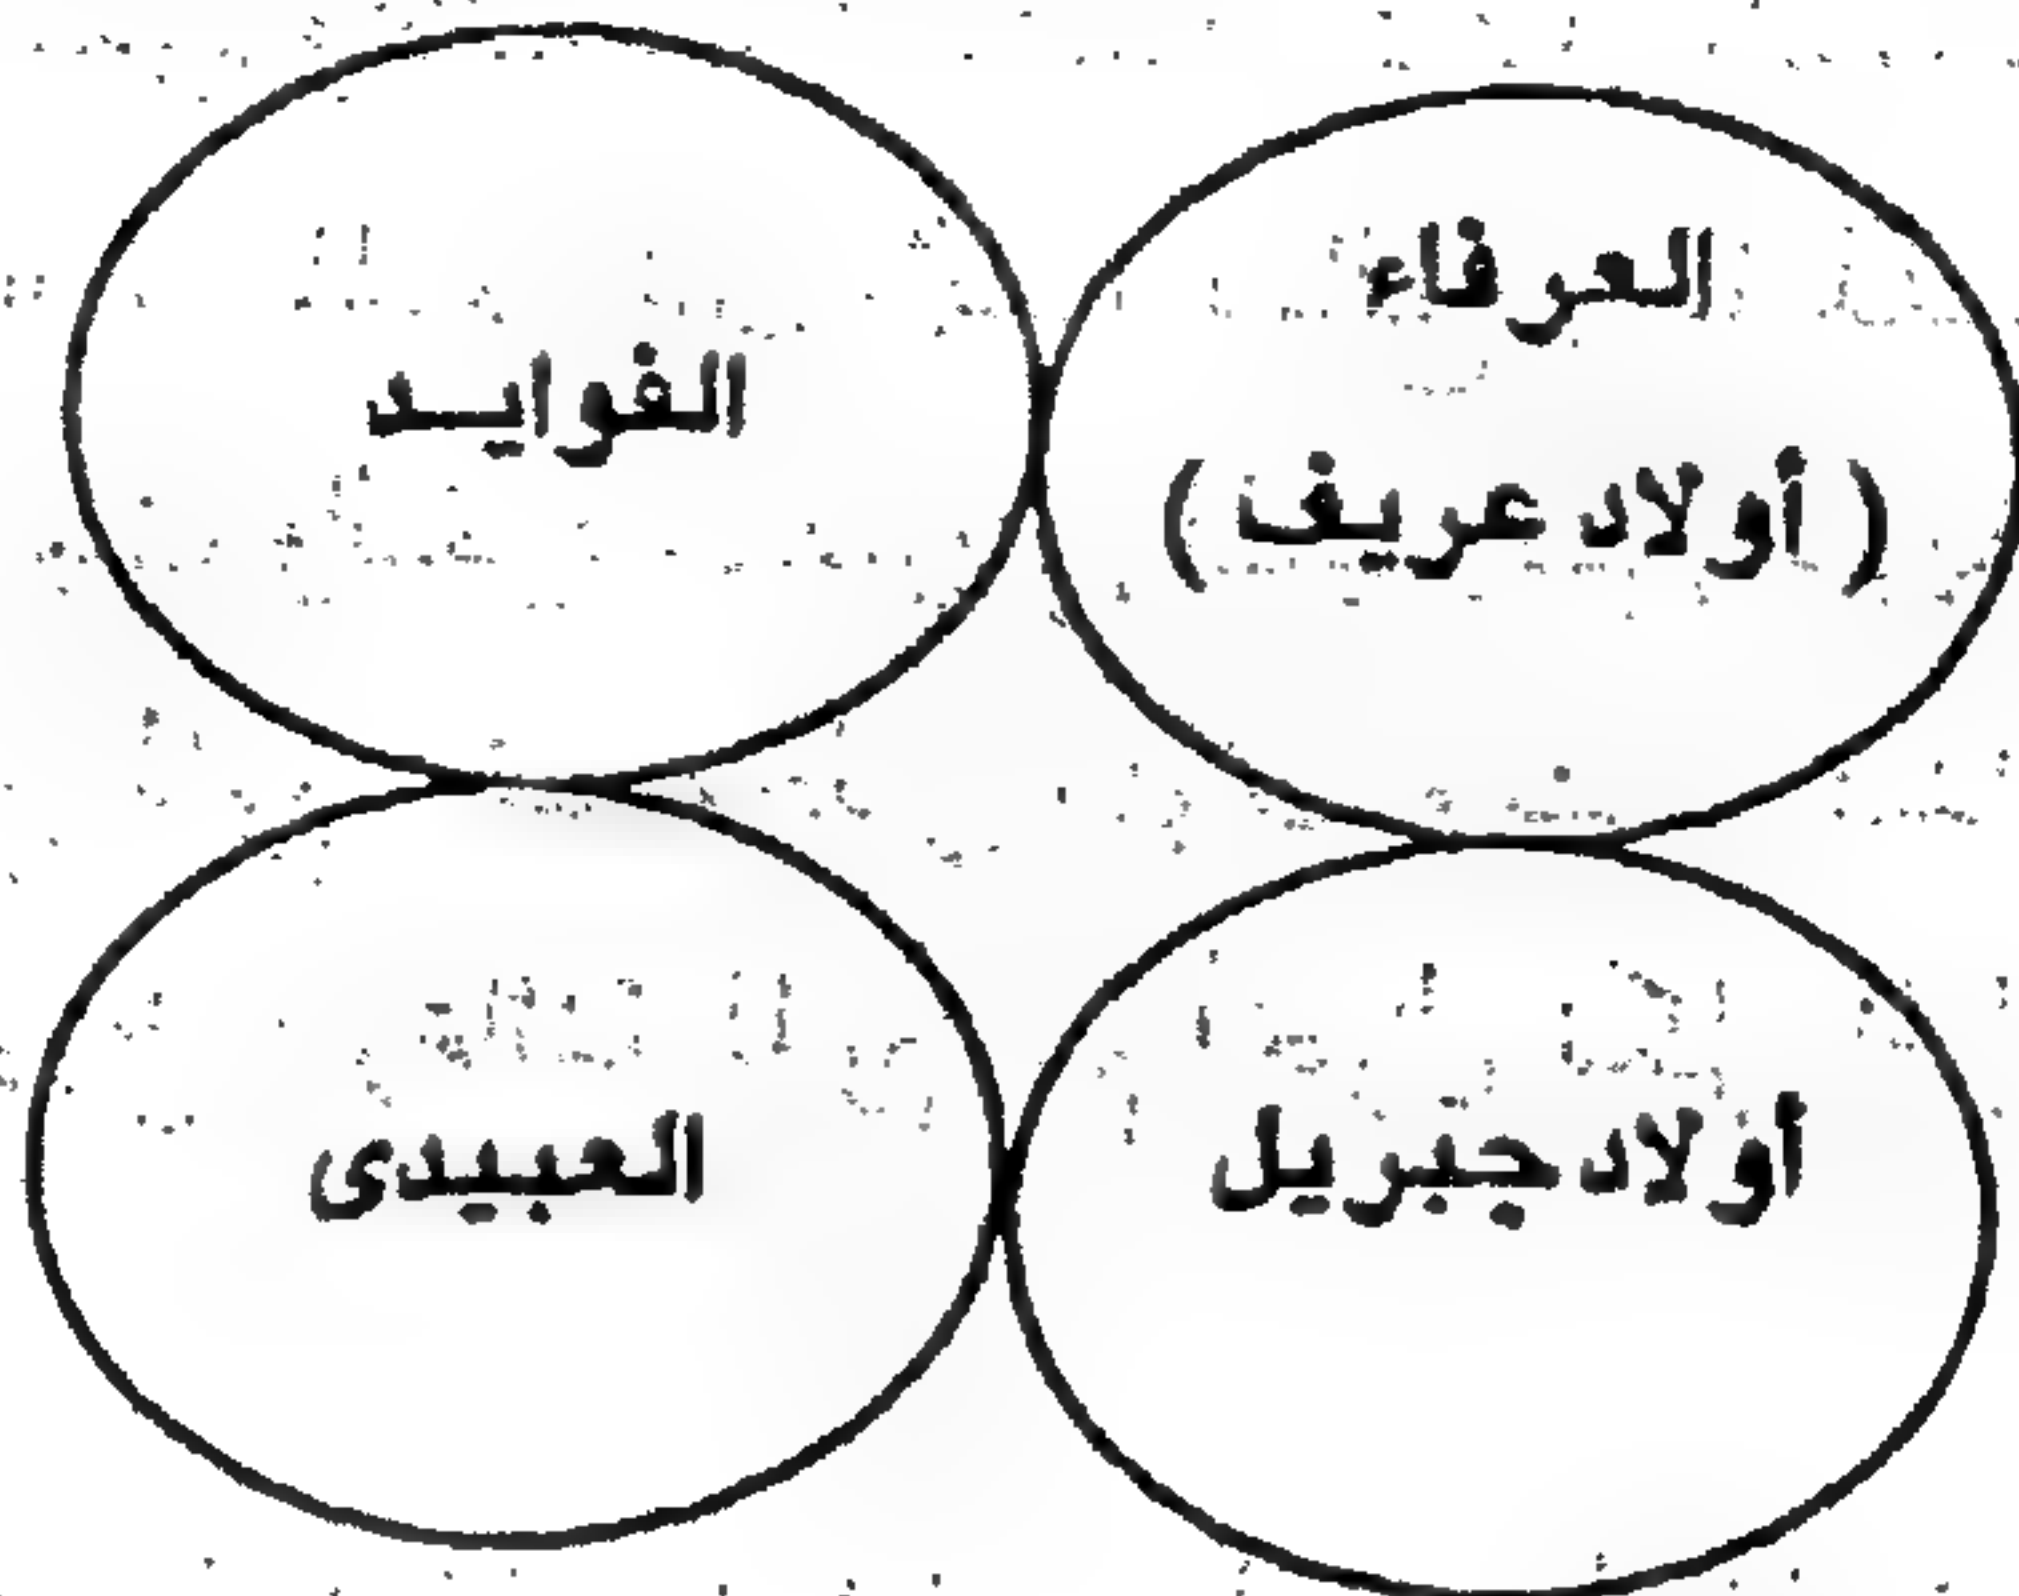 العرفاء
( أولاد عريف )
الفوايد
أولاد جبريل
العبيدى